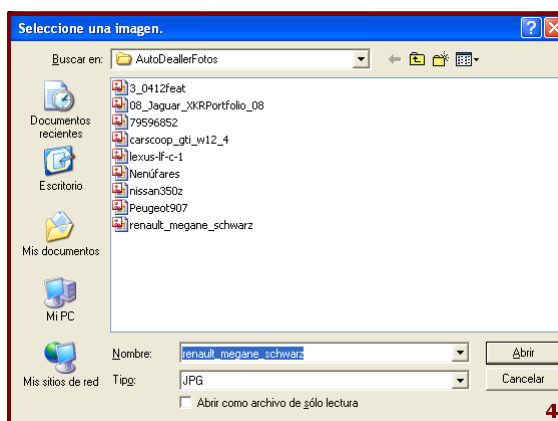 Seleccione una imagen.
Buscar en: AutoDeallerFotos
3_0412feat
08_Jaguar_XKRPortfolio_08
79596852
carscoop_gti_w12_4
lexus-lf-c-1
Nenúfares
nissan350z
Peugeot907
renault_megane_schwarz
Documentos
recientes
Escritorio
Mis documentos
Mi PC
Mis sitios de red
Nombre: renault_megane_schwarz
Abrir
Tipo: JPG
Cancelar
Abrir como archivo de sólo lectura
4